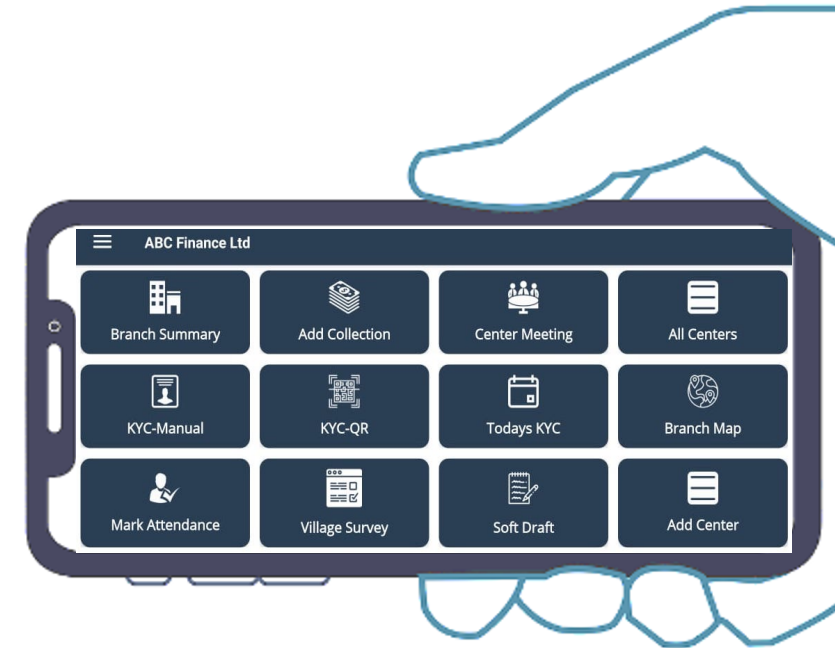 ABC Finance Ltd
Branch Summary
Add Collection
Center Meeting
All Centers
KYC-Manual
KYC-QR
Todays KYC
Branch Map
Mark Attendance
Village Survey
Soft Draft
Add Center